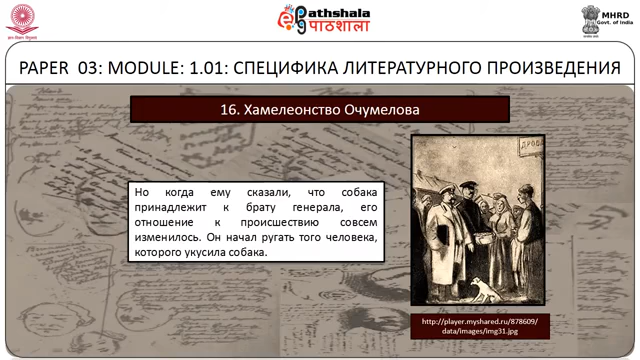 Pathshala
पाठशाला
MHRD
Govt. of India
PAPER 03: MODULE: 1.01: СПЕЦИФИКА ЛИТЕРАТУРНОГО ПРОИЗВЕДЕНИЯ
16. Хамелеонство Очумелова
ДРОВА
Но когда ему сказали, что собака
принадлежит к брату генерала, его
отношение к происшествию совсем
изменилось. Он начал ругать того человека,
которого укусила собака.
http://player.myshared.ru/878609/
data/images/img31.jpg